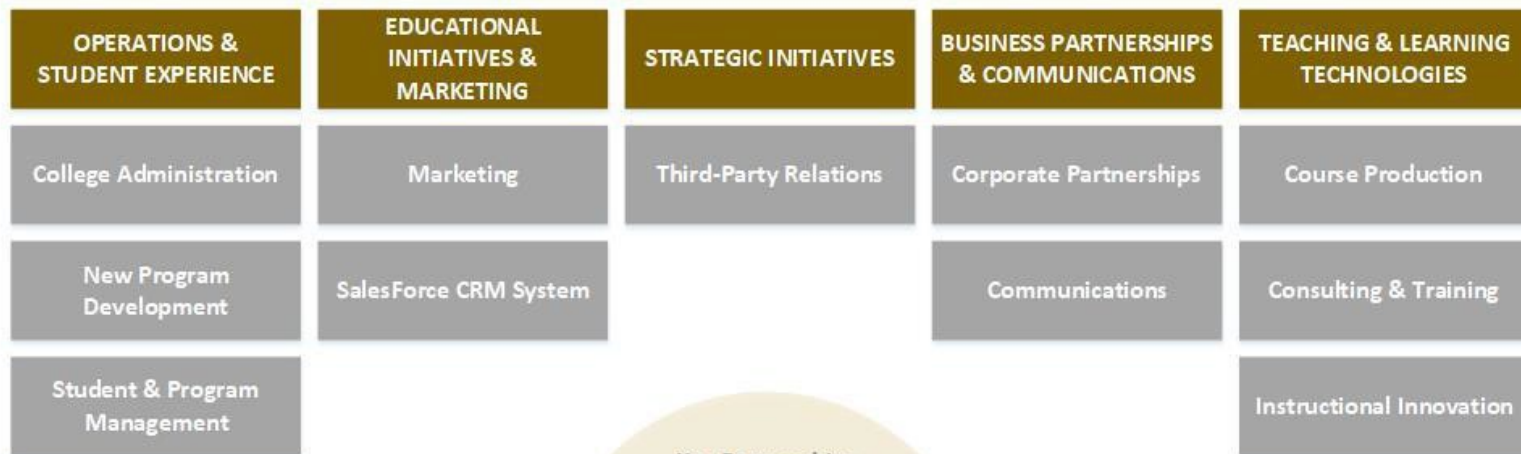 OPERATIONS &
STUDENT EXPERIENCE
EDUCATIONAL
INITIATIVES &
MARKETING
STRATEGIC INITIATIVES
BUSINESS PARTNERSHIPS
& COMMUNICATIONS
TEACHING & LEARNING
TECHNOLOGIES
College Administration
Marketing
Third-Party Relations
Corporate Partnerships
Course Production
New Program
Development
SalesForce CRM System
Communications
Consulting & Training
Student & Program
Management
Instructional Innovation